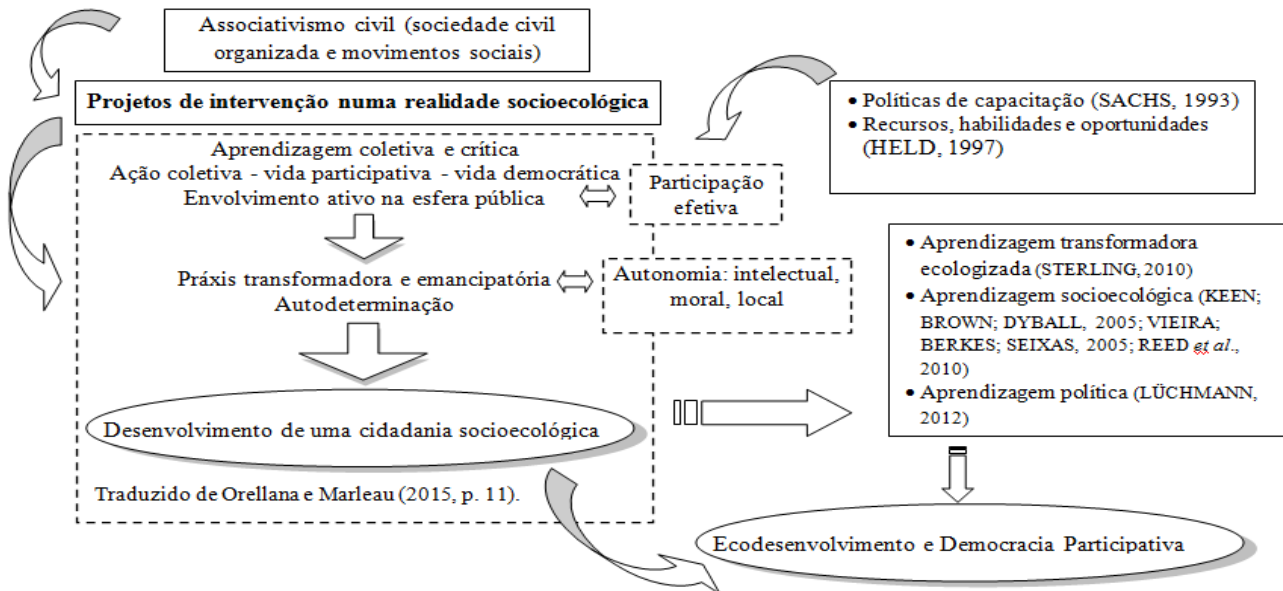 Associativismo civil (sociedade civil
organizada e movimentos sociais)
Projetos de intervenção numa realidade socioecológica
Aprendizagem coletiva e crítica
Ação coletiva - vida participativa - vida democrática
Envolvimento ativo na esfera pública
Participação
efetiva
• Políticas de capacitação (SACHS, 1993)
• Recursos, habilidades e oportunidades
(HELD, 1997)
Práxis transformadora e emancipatória
Autodeterminação
Autonomia: intelectual,
moral, local
• Aprendizagem transformadora
ecologizada (STERLING, 2010)
• Aprendizagem socioecológica (KEEN;
BROWN; DYBALL, 2005; VIEIRA;
BERKES; SEIXAS, 2005; REED et al.,
2010)
• Aprendizagem política (LÜCHMANN,
2012)
Desenvolvimento de uma cidadania socioecológica
Traduzido de Orellana e Marleau (2015, p. 11).
Ecodesenvolvimento e Democracia Participativa